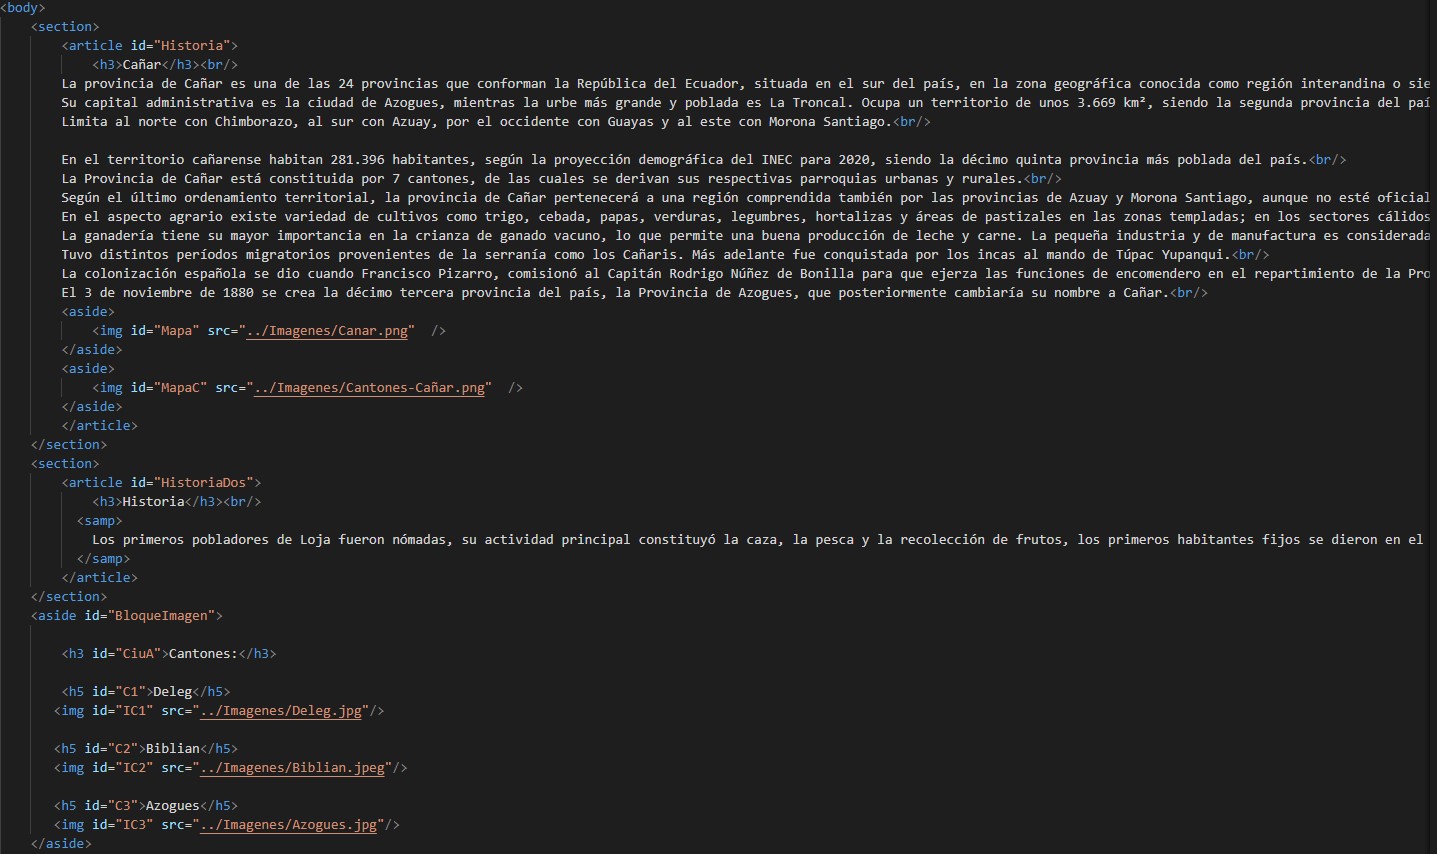 <body>
<section>
<article id="Historia">
<h3>Cañar</h3><br/>
La provincia de Cañar es una de las 24 provincias que conforman la República del Ecuador, situada en el sur del país, en la zona geográfica conocida como región interandina o sie
Su capital administrativa es la ciudad de Azogues, mientras la urbe más grande y poblada es La Troncal. Ocupa un territorio de unos 3.669 km², siendo la segunda provincia del paí
Limita al norte con Chimborazo, al sur con Azuay, por el occidente con Guayas y al este con Morona Santiago.<br/>
En el territorio cañarense habitan 281.396 habitantes, según la proyección demográfica del INEC para 2020, siendo la décimo quinta provincia más poblada del país.<br/>
La Provincia de Cañar está constituida por 7 cantones, de las cuales se derivan sus respectivas parroquias urbanas y rurales.<br/>
Según el último ordenamiento territorial, la provincia de Cañar pertenecerá a una región comprendida también por las provincias de Azuay y Morona Santiago, aunque no esté oficial
En el aspecto agrario existe variedad de cultivos como trigo, cebada, papas, verduras, legumbres, hortalizas y áreas de pastizales en las zonas templadas; en los sectores cálidos
La ganadería tiene su mayor importancia en la crianza de ganado vacuno, lo que permite una buena producción de leche y carne. La pequeña industria y de manufactura es considerada
Tuvo distintos períodos migratorios provenientes de la serranía como los Cañaris. Más adelante fue conquistada por los incas al mando de Túpac Yupanqui.<br/>
La colonización española se dio cuando Francisco Pizarro, comisionó al Capitán Rodrigo Núñez de Bonilla para que ejerza las funciones de encomendero en el repartimiento de la Pro
El 3 de noviembre de 1880 se crea la décimo tercera provincia del país, la Provincia de Azogues, que posteriormente cambiaría su nombre a Cañar.<br/>
<aside>
<img id="Mapa" src="../Imagenes/Canar.png"  />
</aside>
<aside>
<img id="MapaC" src="../Imagenes/Cantones-Cañar.png"  />
</aside>
</article>
</section>
<section>
<article id="HistoriaDos">
<h3>Historia</h3><br/>
<samp>
Los primeros pobladores de Loja fueron nómadas, su actividad principal constituyó la caza, la pesca y la recolección de frutos, los primeros habitantes fijos se dieron en el
</samp>
</article>
</section>
<aside id="BloqueImagen">
<h3 id="CiuA">Cantones:</h3>
<h5 id="C1">Deleg</h5>
<img id="IC1" src="../Imagenes/Deleg.jpg"/>
<h5 id="C2">Biblian</h5>
<img id="IC2" src="../Imagenes/Biblian.jpeg"/>
<h5 id="C3">Azogues</h5>
<img id="IC3" src="../Imagenes/Azogues.jpg"/>
</aside>